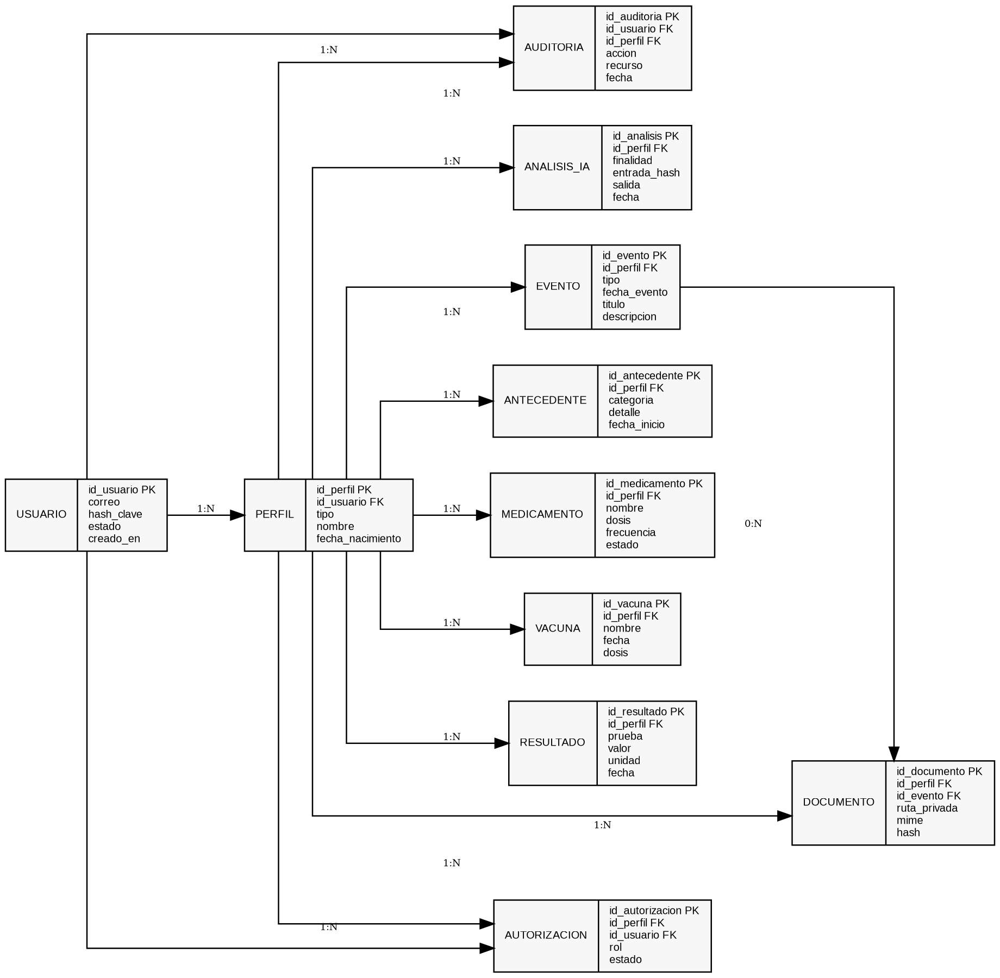 AUDITORIA
id_auditoria PK
id_usuario FK
id_perfil FK
accion
recurso
fecha
1:N
1:N
ANALISIS_IA
id_analisis PK
id_perfil FK
finalidad
entrada_hash
salida
fecha
1:N
EVENTO
id_evento PK
id_perfil FK
tipo
fecha_evento
titulo
descripcion
1:N
ANTECEDENTE
id_antecedente PK
id_perfil FK
categoria
detalle
fecha_inicio
1:N
USUARIO
id_usuario PK
correo
hash_clave
estado
creado_en
1:N
PERFIL
id_perfil PK
id_usuario FK
tipo
nombre
fecha_nacimiento
1:N
MEDICAMENTO
id_medicamento PK
id_perfil FK
nombre
dosis
frecuencia
estado
0:N
VACUNA
id_vacuna PK
id_perfil FK
nombre
fecha
dosis
1:N
RESULTADO
id_resultado PK
id_perfil FK
prueba
valor
unidad
fecha
1:N
DOCUMENTO
id_documento PK
id_perfil FK
id_evento FK
ruta_privada
mime
hash
1:N
1:N
AUTORIZACION
id_autorizacion PK
id_perfil FK
id_usuario FK
rol
estado
1:N